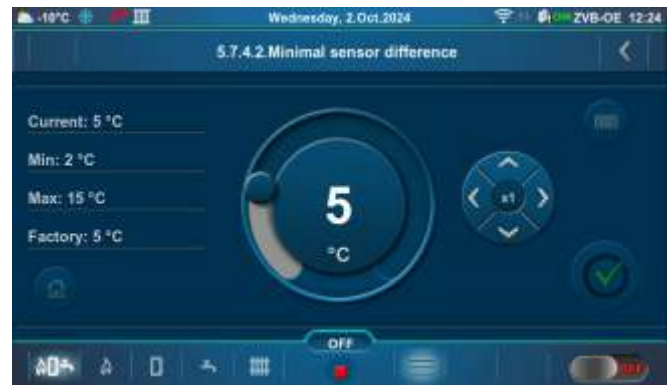 -10°C Wednesday, 2.Oct.2024 ZVB-OE 12:24
5.7.4.2.Minimal sensor difference
Current: 5 °C
Min: 2 °C
Max: 15 °C
Factory: 5 °C
5
°C
x1
OFF
OFF